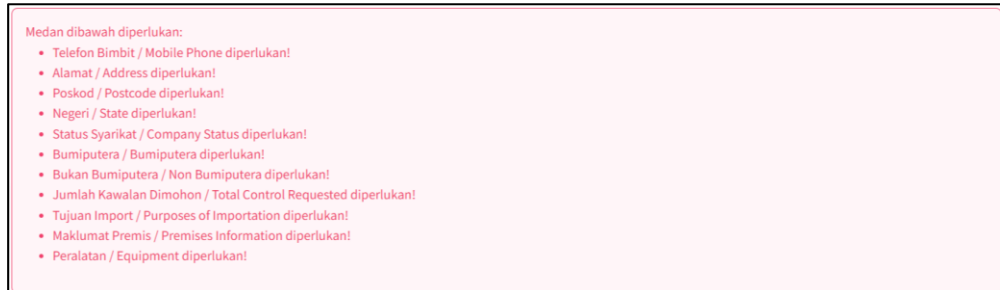 Medan dibawah diperlukan:
• Telefon Bimbit / Mobile Phone diperlukan!
• Alamat / Address diperlukan!
• Poskod / Postcode diperlukan!
• Negeri / State diperlukan!
• Status Syarikat / Company Status diperlukan!
• Bumiputera / Bumiputera diperlukan!
• Bukan Bumiputera / Non Bumiputera diperlukan!
• Jumlah Kawalan Dimohon / Total Control Requested diperlukan!
• Tujuan Import / Purposes of Importation diperlukan!
• Maklumat Premis / Premises Information diperlukan!
• Peralatan / Equipment diperlukan!